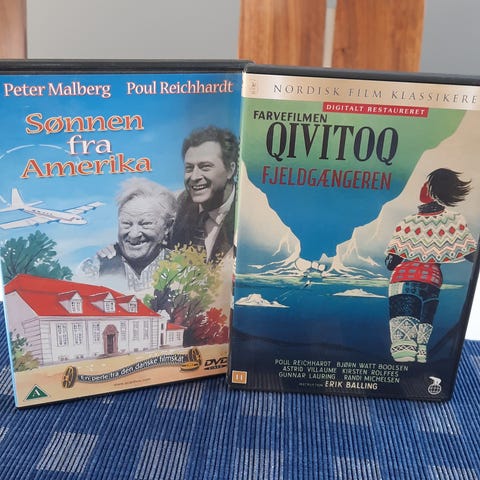 Peter Malberg Poul Reichhardt
Sønnen
fra
Amerika
En perle fra den danske filmskat
A
DVD
NORDISK FILM KLASSIKERE
DIGITALT RESTAURERET
FARVEFILMEN
QIVITOQ
FJELDGÆNGEREN
POUL REICHHARDT BJØRN WATT BOOLSEN
ASTRID VILLAUME KIRSTEN ROLFFES
GUNNAR LAURING RANDI MICHELSEN
INSTRUKTION ERIK BALLING
11